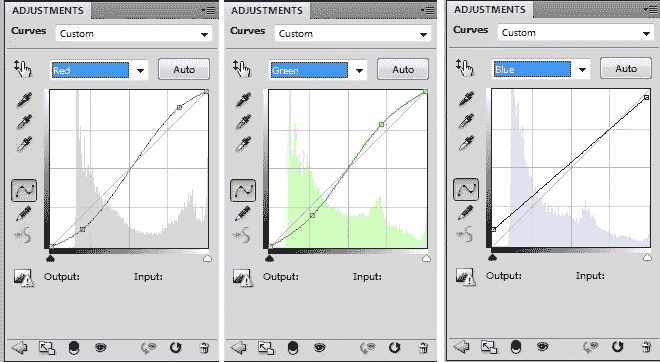 ADJUSTMENTS
Curves Custom
Red Auto
Output: Input:
ADJUSTMENTS
Curves Custom
Green Auto
Output: Input:
ADJUSTMENTS
Curves Custom
Blue Auto
Output: Input: